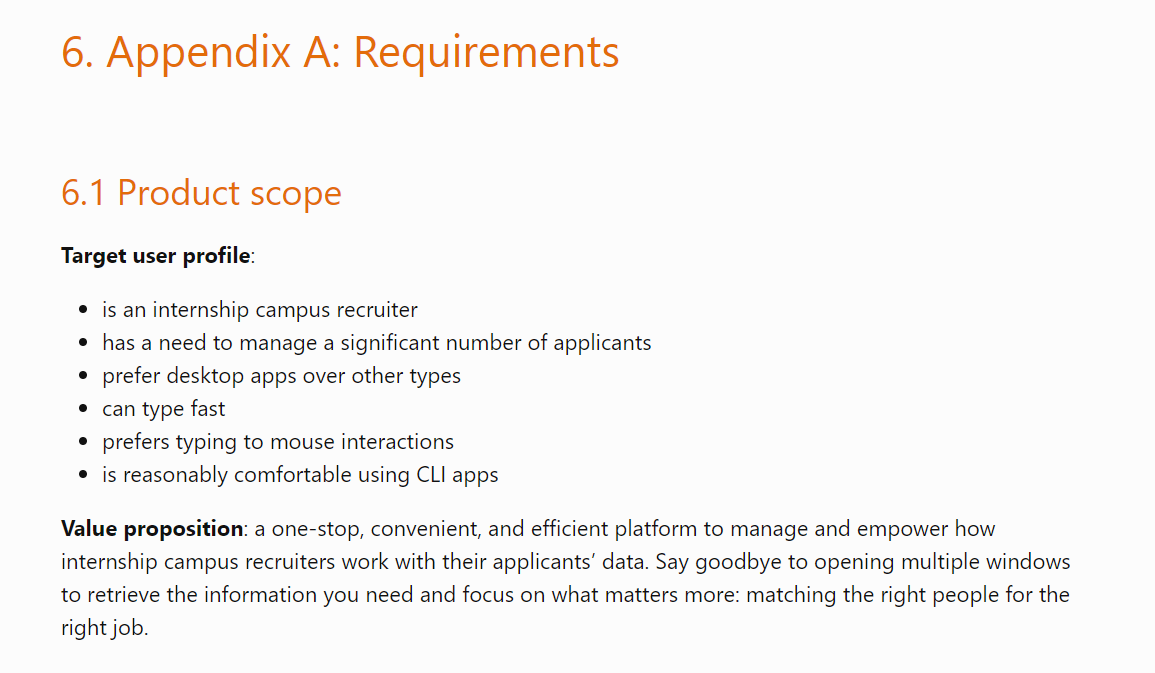 6. Appendix A: Requirements
6.1 Product scope
Target user profile:
• is an internship campus recruiter
• has a need to manage a significant number of applicants
• prefer desktop apps over other types
• can type fast
• prefers typing to mouse interactions
• is reasonably comfortable using CLI apps
Value proposition: a one-stop, convenient, and efficient platform to manage and empower how
internship campus recruiters work with their applicants’ data. Say goodbye to opening multiple windows
to retrieve the information you need and focus on what matters more: matching the right people for the
right job.